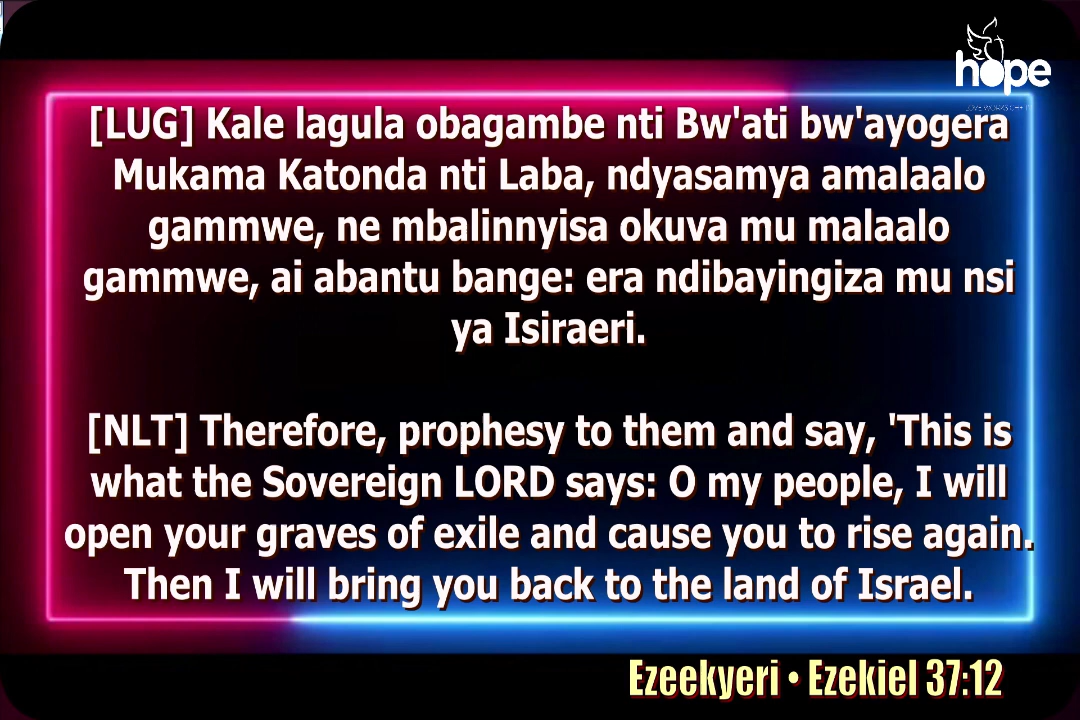 hope
[LUG] Kale lagula obagambe nti Bw'ati bw'ayogera
Mukama Katonda nti Laba, ndyasamya amalaalo
gammwe, ne mbalinnyisa okuva mu malaalo
gammwe, ai abantu bange: era ndibayingiza mu nsi
ya Isiraeri.
[NLT] Therefore, prophesy to them and say, 'This is
what the Sovereign LORD says: O my people, I will
open your graves of exile and cause you to rise again.
Then I will bring you back to the land of Israel.
Ezeekyeri • Ezekiel 37:12